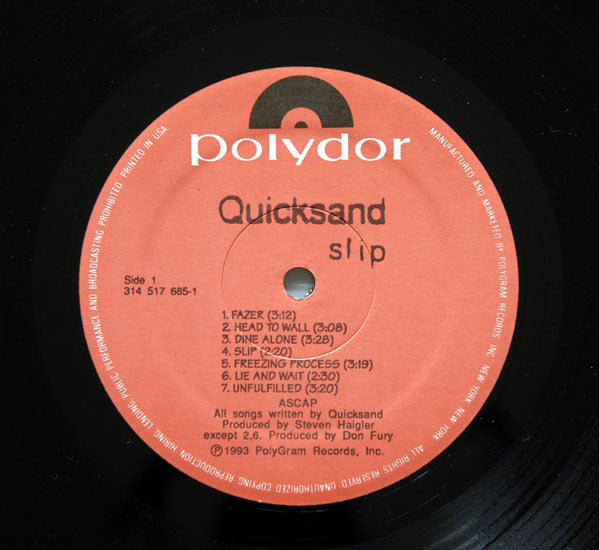 polydor
Quicksand
slip
Side 1
314 517 685-1
1. FAZER (3:12)
2. HEAD TO WALL (3:08)
3. DINE ALONE (3:28)
4. SLIP (2:20)
5. FREEZING PROCESS (3:19)
6. LIE AND WAIT (2:30)
7. UNFULFILLED (3:20)
ASCAP
All songs written by Quicksand
Produced by Steven Haigler
except 2,6. Produced by Don Fury
Ⓟ1993 PolyGram Records, Inc.
MANUFACTURED AND MARKETED BY POLYGRAM RECORDS INC. NEW YORK, NEW YORK. ALL RIGHTS RESERVED. UNAUTHORIZED COPYING, REPRODUCTION, HIRING, LENDING, PUBLIC PERFORMANCE AND BROADCASTING PROHIBITED. PRINTED IN USA